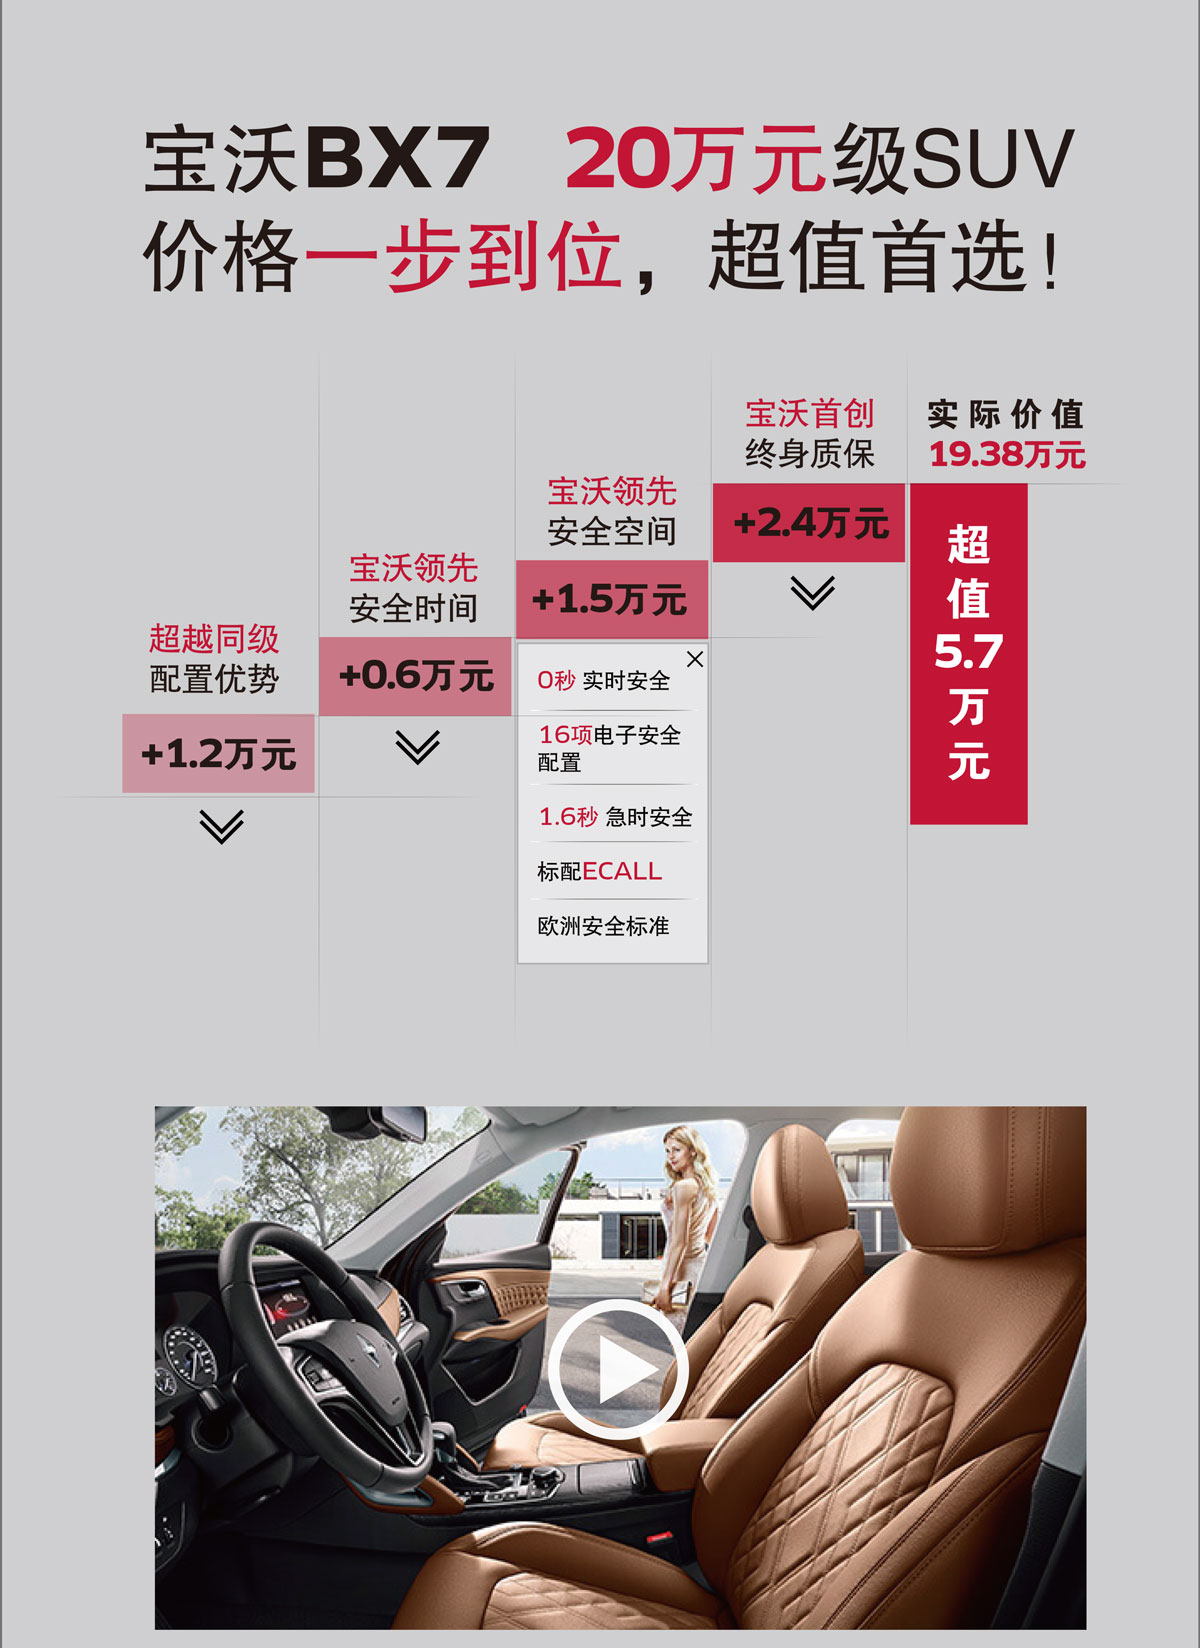 宝沃BX7 20万元级SUV
价格一步到位，超值首选！
超越同级
配置优势
+1.2万元
宝沃领先
安全时间
+0.6万元
宝沃领先
安全空间
+1.5万元
0秒 实时安全
16项电子安全
配置
1.6秒 急时安全
标配ECALL
欧洲安全标准
宝沃首创
终身质保
+2.4万元
实际价值
19.38万元
超值5.7万元